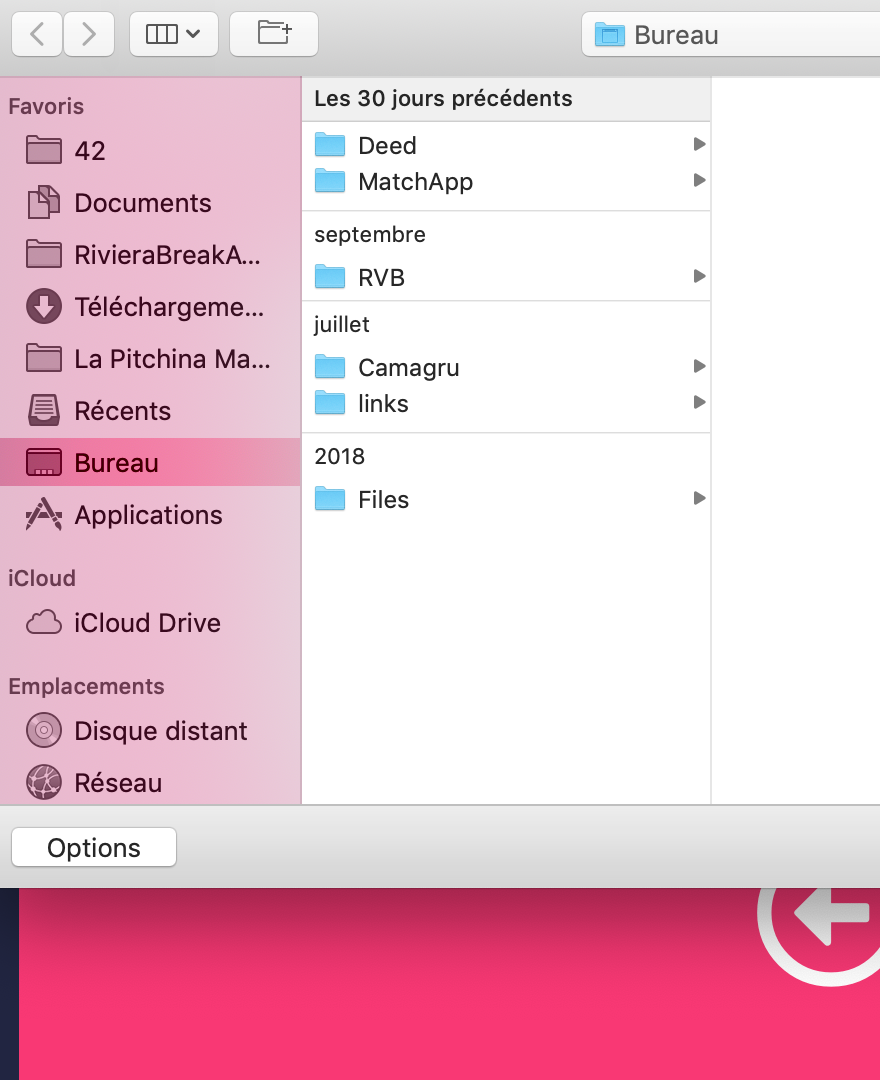 Bureau
Favoris
42
Documents
RivieraBreakA...
Téléchargeme...
La Pitchina Ma...
Récents
Bureau
Applications
iCloud
iCloud Drive
Emplacements
Disque distant
Réseau
Les 30 jours précédents
Deed
MatchApp
septembre
RVB
juillet
Camagru
links
2018
Files
Options